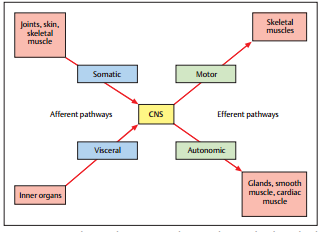 Joints, skin,
skeletal
muscle
Skeletal
muscles
Somatic
Motor
Afferent pathways
CNS
Efferent pathways
Visceral
Autonomic
Inner organs
Glands, smooth
muscle, cardiac
muscle